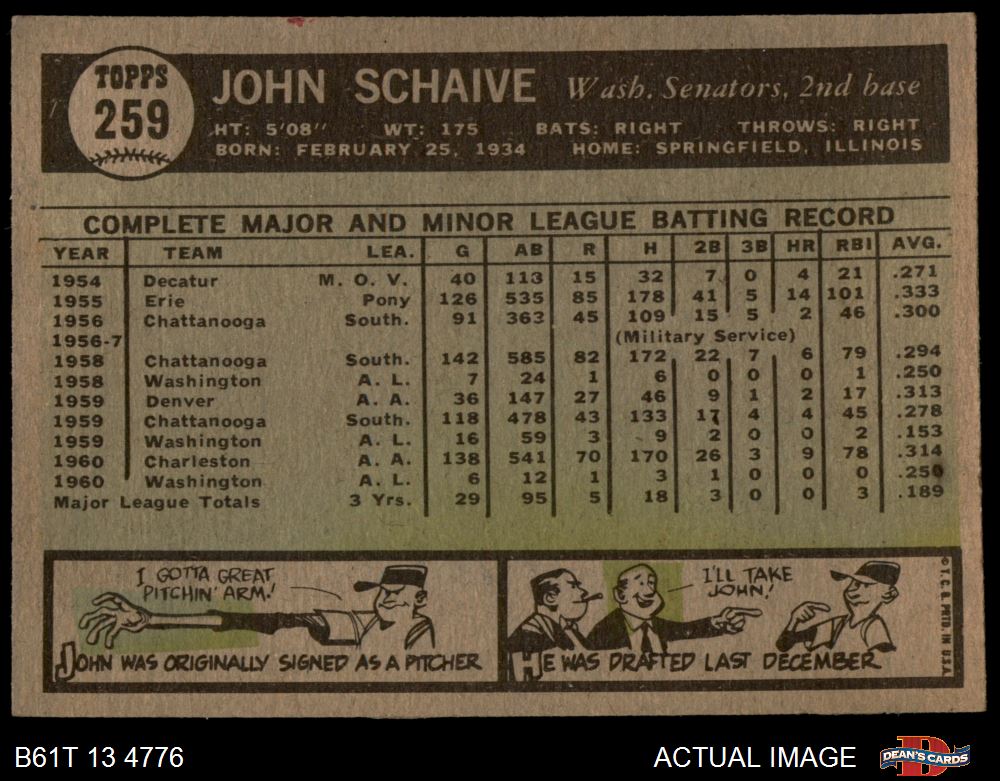 TOPPS
259
JOHN SCHAIVE Wash. Senators, 2nd base
HT: 5'08" WT: 175 BATS: RIGHT THROWS: RIGHT
BORN: FEBRUARY 25, 1934 HOME: SPRINGFIELD, ILLINOIS
COMPLETE MAJOR AND MINOR LEAGUE BATTING RECORD
YEAR TEAM LEA. G AB R H 2B 3B HR RBI AVG.
1954 Decatur M. O. V. 40 113 15 32 7 0 4 21 .271
1955 Erie Pony 126 535 85 178 41 5 14 101 .333
1956 Chattanooga South. 91 363 45 109 15 5 2 46 .300
1956-7 (Military Service)
1958 Chattanooga South. 142 585 82 172 22 7 6 79 .294
1958 Washington A. L. 7 24 1 6 0 0 0 1 .250
1959 Denver A. A. 36 147 27 46 9 1 2 17 .313
1959 Chattanooga South. 118 478 43 133 17 4 4 45 .278
1959 Washington A. L. 16 59 3 9 2 0 0 2 .153
1960 Charleston A. A. 138 541 70 170 26 3 9 78 .314
1960 Washington A. L. 6 12 1 3 1 0 0 0 .250
Major League Totals 3 Yrs. 29 95 5 18 3 0 0 3 .189
I GOTTA GREAT
PITCHIN' ARM!
JOHN WAS ORIGINALLY SIGNED AS A PITCHER
I'LL TAKE
JOHN!
HE WAS DRAFTED LAST DECEMBER
© T. C. G. PRTD. IN U.S.A.
B61T 13 4776
ACTUAL IMAGE
DEAN'S CARDS